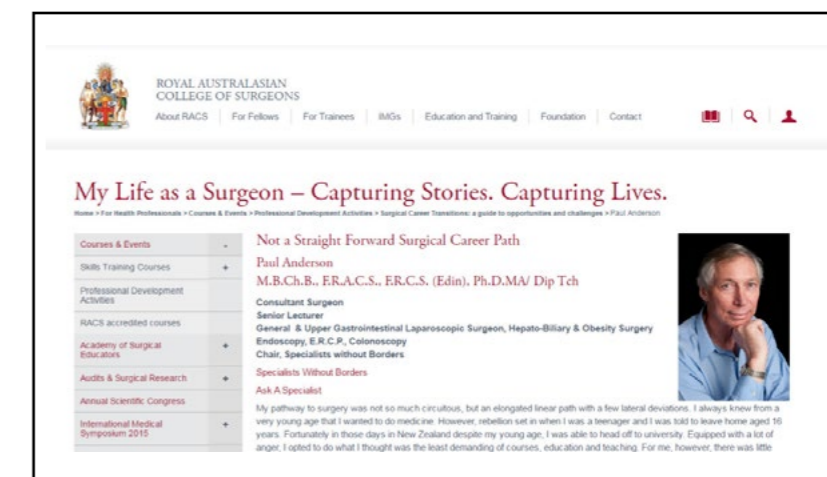 ROYAL AUSTRALASIAN
COLLEGE OF SURGEONS
About RACS
For Fellows
For Trainees
IMGs
Education and Training
Foundation
Contact
My Life as a Surgeon – Capturing Stories. Capturing Lives.
Home > For Health Professionals > Courses & Events > Professional Development Activities > Surgical Career Transitions: a guide to opportunities and challenges > Paul Anderson
Courses & Events -
Skills Training Courses +
Professional Development
Activities
RACS accredited courses
Academy of Surgical
Educators +
Audits & Surgical Research +
Annual Scientific Congress
International Medical
Symposium 2015 +
Not a Straight Forward Surgical Career Path
Paul Anderson
M.B.Ch.B., F.R.A.C.S., F.R.C.S. (Edin), Ph.D.MA/ Dip Tch
Consultant Surgeon
Senior Lecturer
General & Upper Gastrointestinal Laparoscopic Surgeon, Hepato-Biliary & Obesity Surgery
Endoscopy, E.R.C.P., Colonoscopy
Chair, Specialists without Borders
Specialists Without Borders
Ask A Specialist
My pathway to surgery was not so much circuitous, but an elongated linear path with a few lateral deviations. I always knew from a
very young age that I wanted to do medicine. However, rebellion set in when I was a teenager and I was told to leave home aged 16
years. Fortunately in those days in New Zealand despite my young age, I was able to head off to university. Equipped with a lot of
anger, I opted to do what I thought was the least demanding of courses, education and teaching. For me, however, there was little